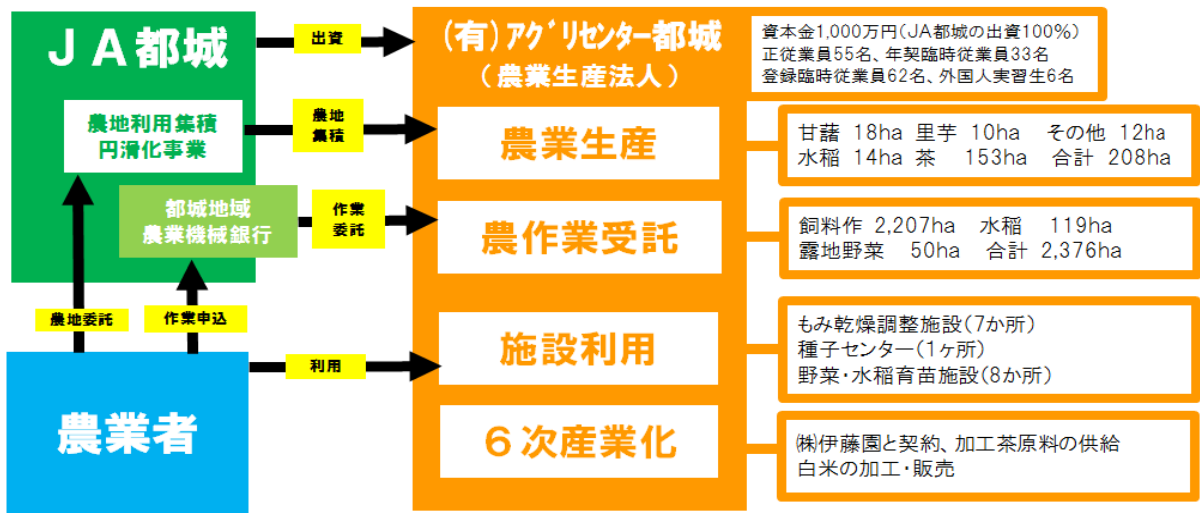 JA都城
出資
(有)アグリセンター都城
(農業生産法人)
資本金1,000万円(JA都城の出資100%)
正従業員55名、年契臨時従業員33名
登録臨時従業員62名、外国人実習生6名
農地利用集積
円滑化事業
農地
集積
農業生産
甘藷 18ha 里芋 10ha その他 12ha
水稲 14ha 茶 153ha 合計 208ha
都城地域
農業機械銀行
作業
委託
農作業受託
飼料作 2,207ha 水稲 119ha
露地野菜 50ha 合計 2,376ha
農地委託
作業申込
農業者
利用
施設利用
もみ乾燥調整施設(7か所)
種子センター(1ヶ所)
野菜・水稲育苗施設(8か所)
6次産業化
㈱伊藤園と契約、加工茶原料の供給
白米の加工・販売